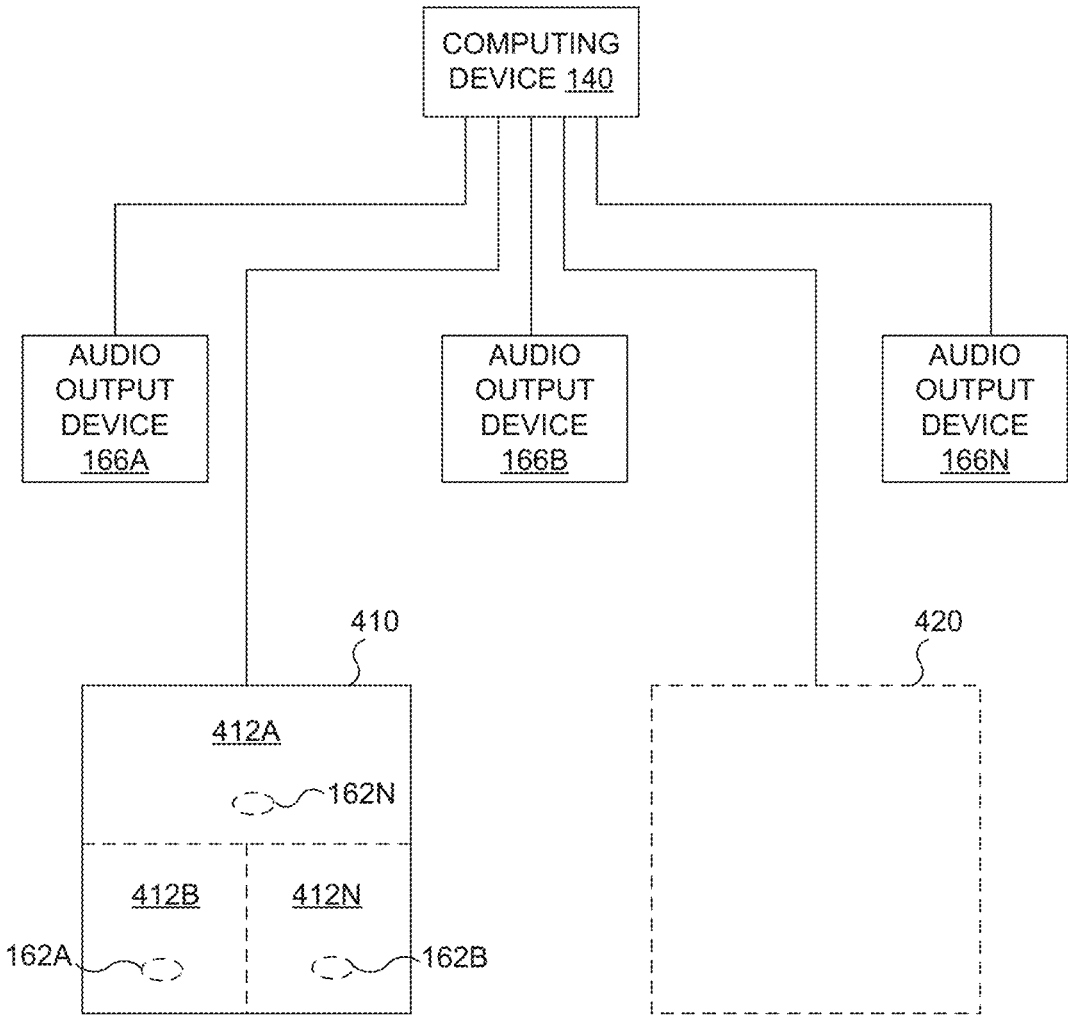 COMPUTING
DEVICE 140
AUDIO
OUTPUT
DEVICE
166A
AUDIO
OUTPUT
DEVICE
166B
AUDIO
OUTPUT
DEVICE
166N
410
420
412A
162N
412B
412N
162A
162B